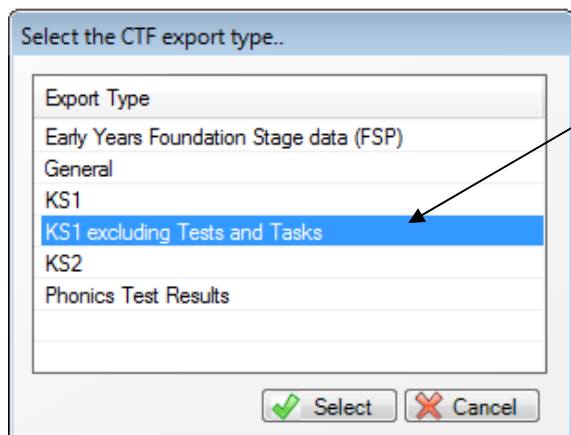 Select the CTF export type..
Export Type
Early Years Foundation Stage data (FSP)
General
KS1
KS1 excluding Tests and Tasks
KS2
Phonics Test Results
Select Cancel